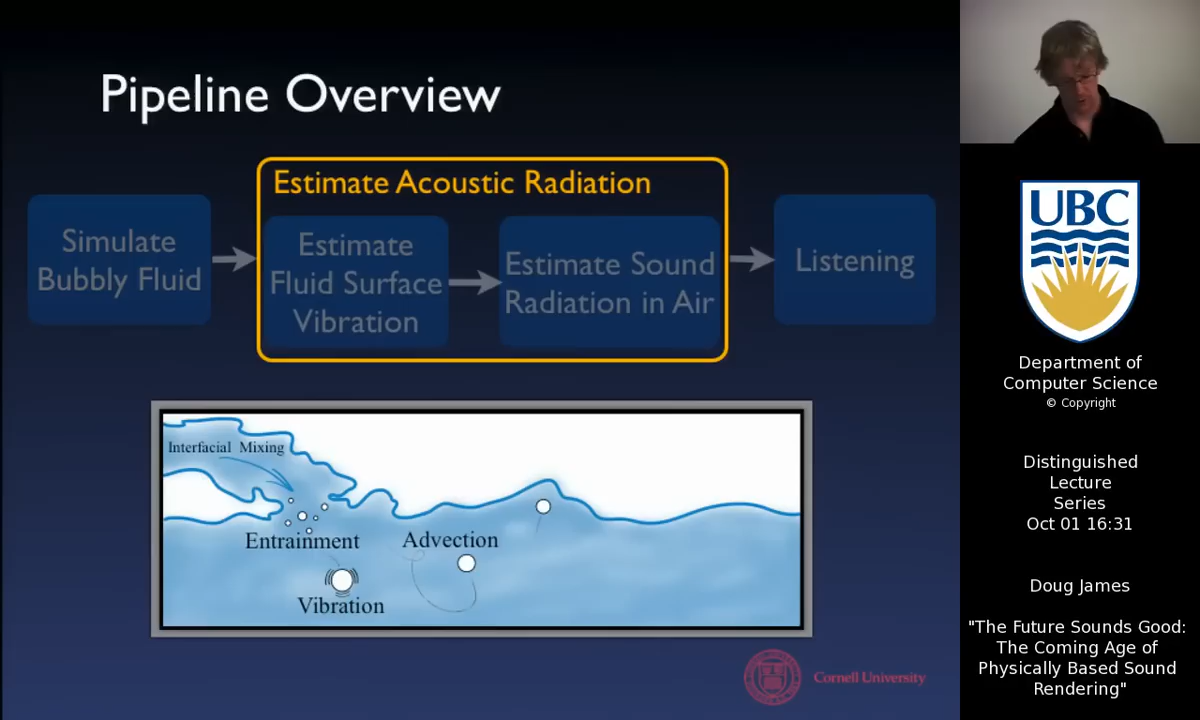 Pipeline Overview
Estimate Acoustic Radiation
Simulate
Bubbly Fluid
Estimate
Fluid Surface
Vibration
Estimate Sound
Radiation in Air
Listening
Interfacial Mixing
Entrainment
Advection
Vibration
Cornell University
UBC
Department of
Computer Science
© Copyright
Distinguished
Lecture
Series
Oct 01 16:31
Doug James
"The Future Sounds Good:
The Coming Age of
Physically Based Sound
Rendering"